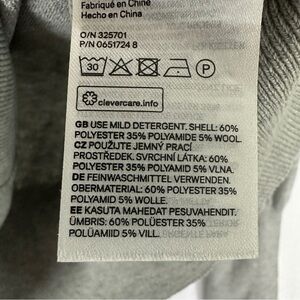 Fabriqué en Chine
Hecho en China
O/N 325701
P/N 0651724 8
30
P
clevercare.info
GB USE MILD DETERGENT. SHELL: 60%
POLYESTER 35% POLYAMIDE 5% WOOL.
CZ POUŽIJTE JEMNÝ PRACÍ
PROSTŘEDEK. SVRCHNÍ LÁTKA: 60%
POLYESTER 35% POLYAMID 5% VLNA.
DE FEINWASCHMITTEL VERWENDEN.
OBERMATERIAL: 60% POLYESTER 35%
POLYAMID 5% WOLLE.
EE KASUTA MAHEDAT PESUVAHENDIT.
ÜMBRIS: 60% POLÜESTER 35%
POLÜAMIID 5% VILL.